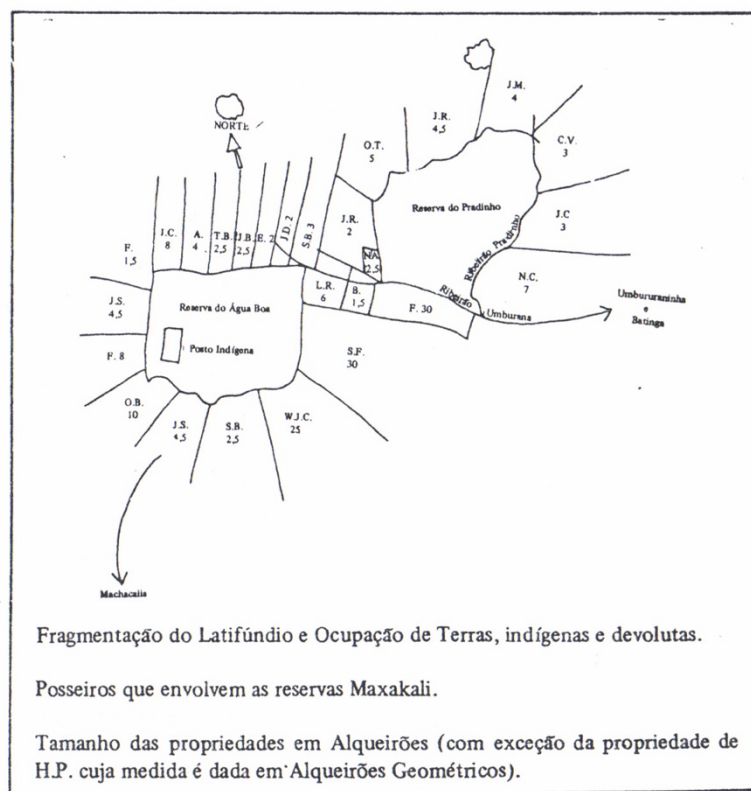 J.M.
4
J.R.
4,5
NORTE
O.T.
5
C.V.
3
Reserva do Pradinho
J.C
3
J.C.
8
A.
4
T.B.
2,5
J.B.
2,5
E. 2
J.D. 2
S.B. 3
J.R.
2
N.A
2,5
F.
1,5
Ribeirão Pradinho
N.C.
7
J.S.
4,5
Reserva do Água Boa
L.R.
6
B.
1,5
F. 30
Ribeirão
Umburana
Umbururaninha
e
Batinga
Posto Indígena
F. 8
S.F.
30
O.B.
10
J.S.
4,5
S.B.
2,5
W.J.C.
25
Fragmentação do Latifúndio e Ocupação de Terras, indígenas e devolutas.
Posseiros que envolvem as reservas Maxakali.
Tamanho das propriedades em Alqueirões (com exceção da propriedade de
H.P. cuja medida é dada em Alqueirões Geométricos).